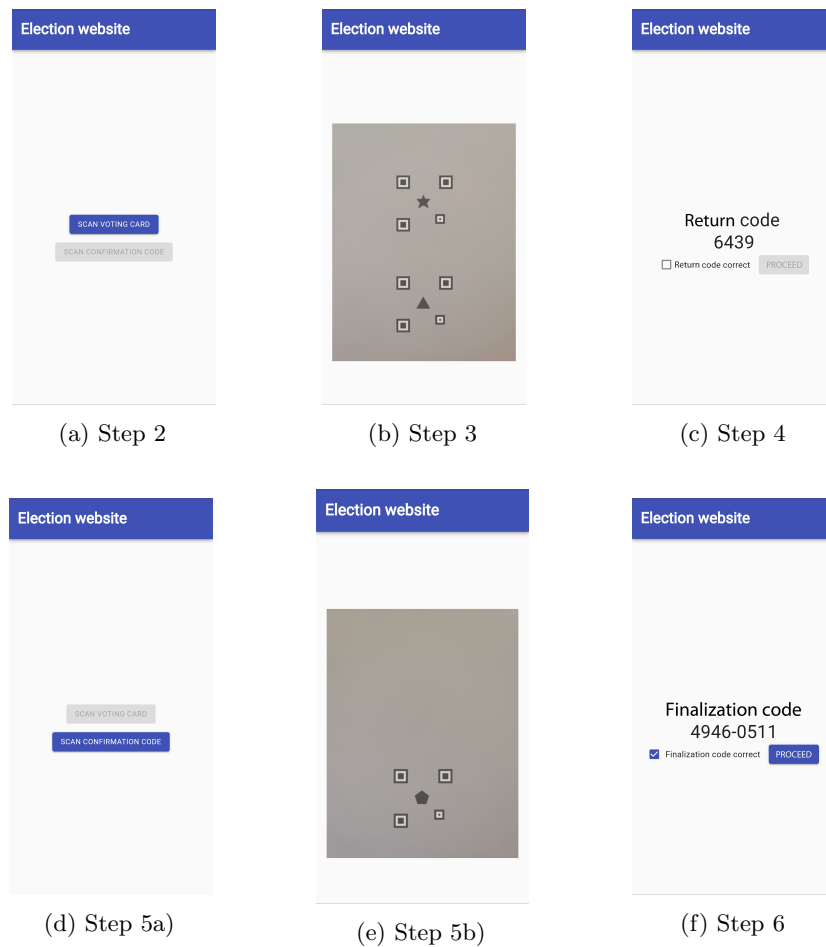 Election website
SCAN VOTING CARD
SCAN CONFIRMATION CODE
(a) Step 2
Election website
(b) Step 3
Election website
Return code
6439
Return code correct PROCEED
(c) Step 4
Election website
SCAN VOTING CARD
SCAN CONFIRMATION CODE
(d) Step 5a)
Election website
(e) Step 5b)
Election website
Finalization code
4946-0511
Finalization code correct PROCEED
(f) Step 6